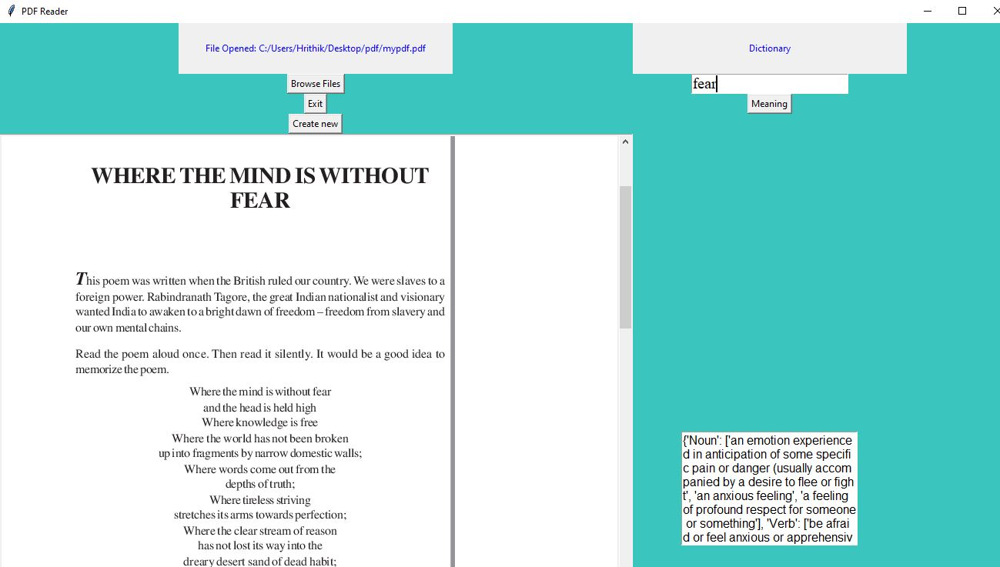 PDF Reader
File Opened: C:/Users/Hrithik/Desktop/pdf/mypdf.pdf
Browse Files
Exit
Create new
Dictionary
fear
Meaning
WHERE THE MIND IS WITHOUT
FEAR
This poem was written when the British ruled our country. We were slaves to a
foreign power. Rabindranath Tagore, the great Indian nationalist and visionary
wanted India to awaken to a bright dawn of freedom – freedom from slavery and
our own mental chains.
Read the poem aloud once. Then read it silently. It would be a good idea to
memorize the poem.
Where the mind is without fear
and the head is held high
Where knowledge is free
Where the world has not been broken
up into fragments by narrow domestic walls;
Where words come out from the
depths of truth;
Where tireless striving
stretches its arms towards perfection;
Where the clear stream of reason
has not lost its way into the
dreary desert sand of dead habit;
{'Noun': ['an emotion experience
d in anticipation of some specifi
c pain or danger (usually accom
panied by a desire to flee or figh
t', 'an anxious feeling', 'a feeling
of profound respect for someone
or something'], 'Verb': ['be afrai
d or feel anxious or apprehensiv